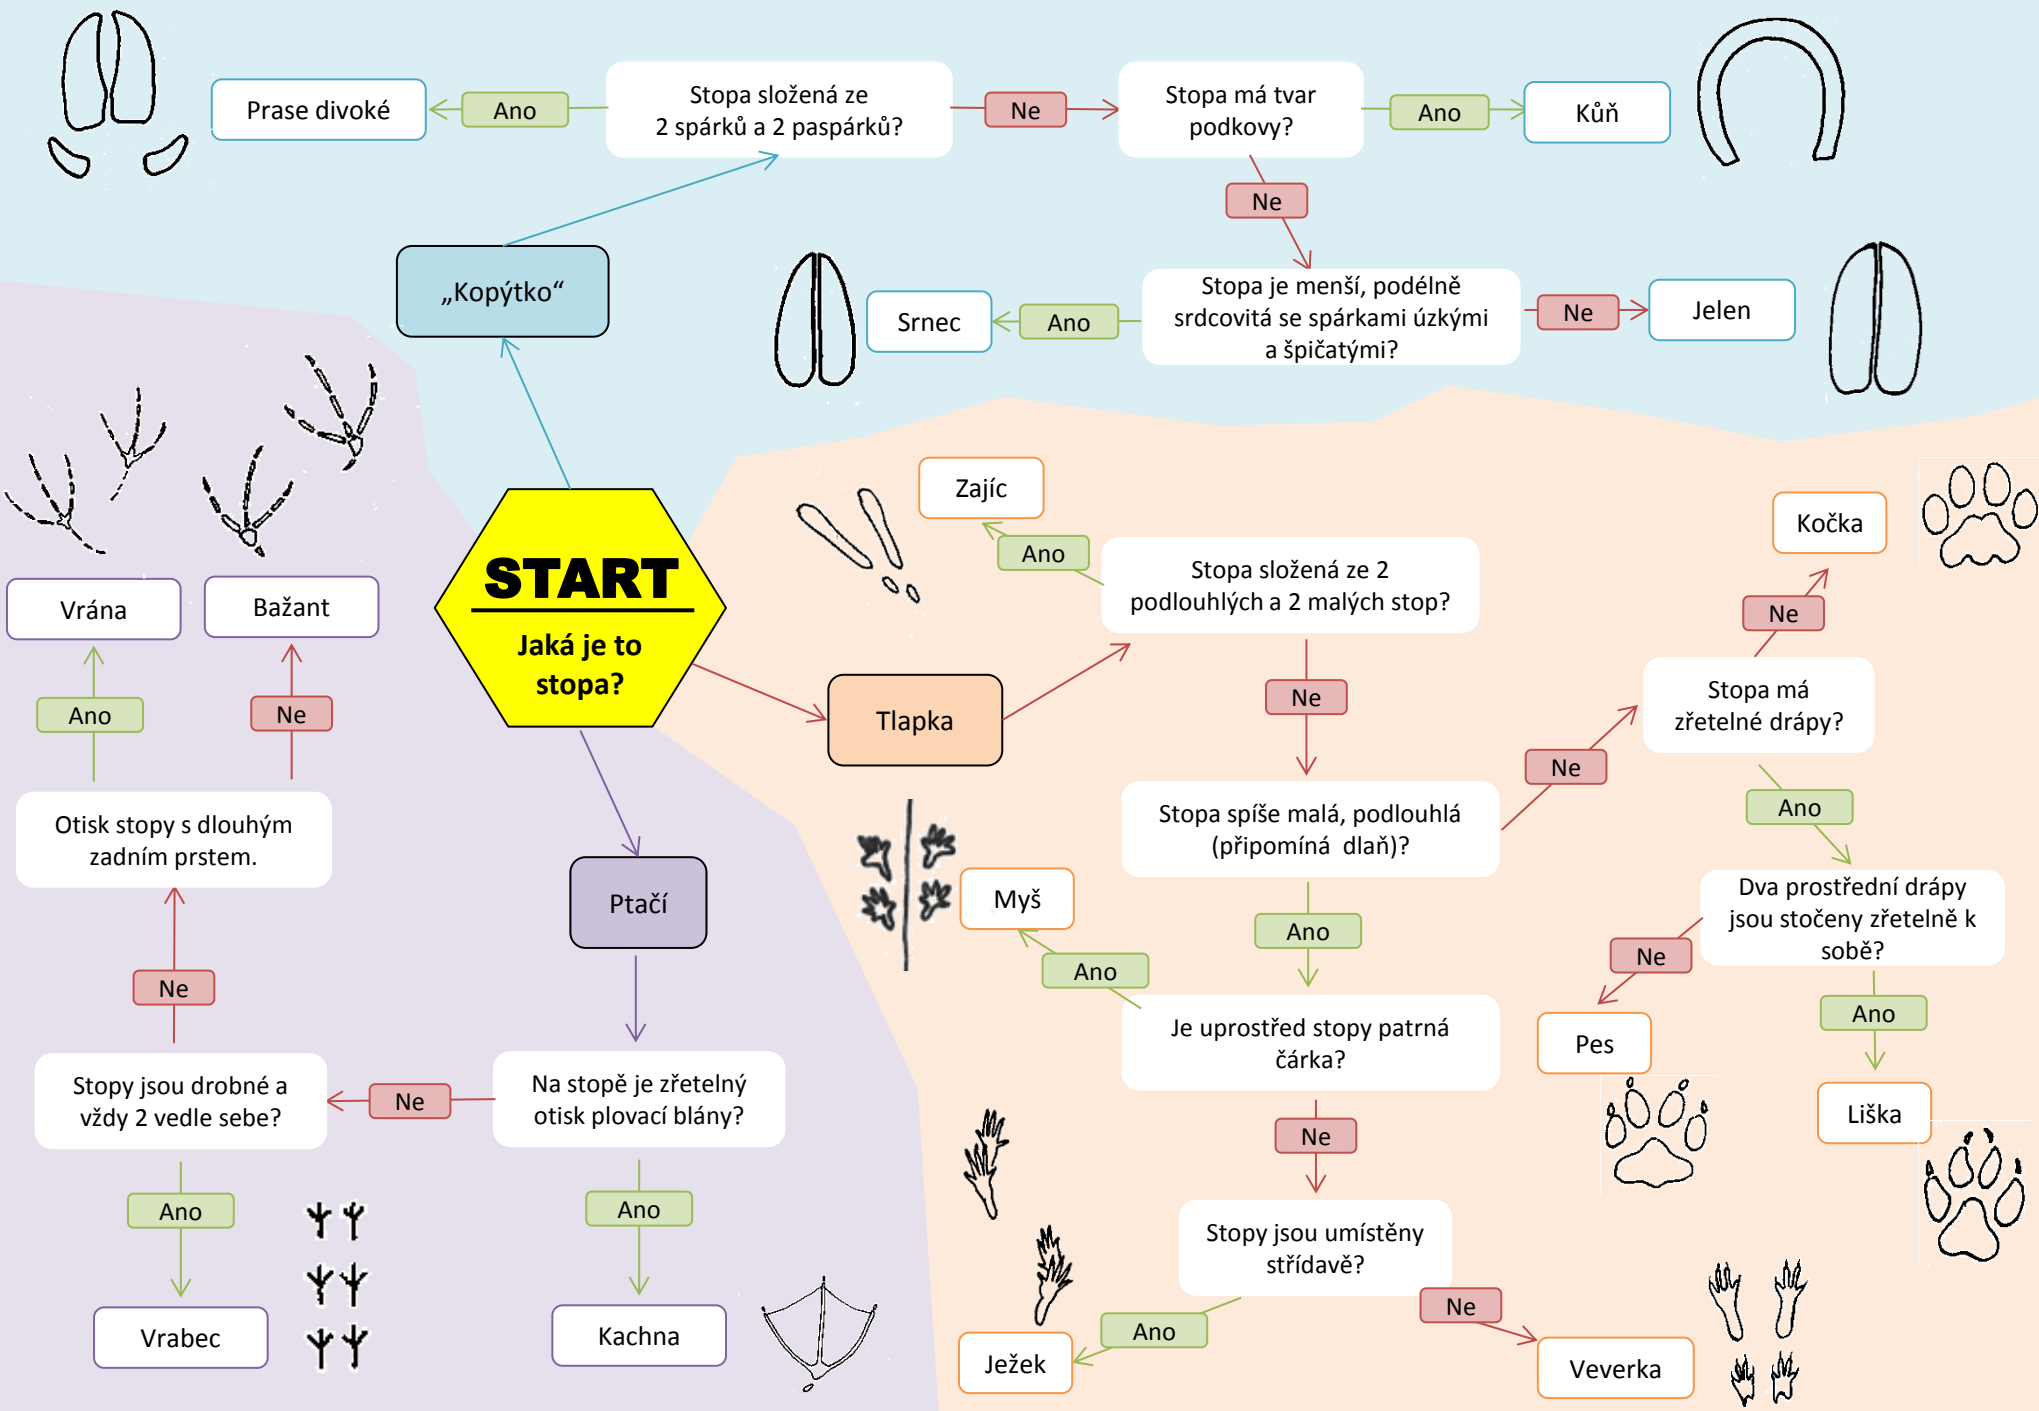 Prase divoké
Ano
Stopa složená ze
2 spárků a 2 paspárků?
Ne
Stopa má tvar
podkovy?
Ano
Kůň
Ne
„Kopýtko“
Srnec
Ano
Stopa je menší, podélně
srdcovitá se spárkami úzkými
a špičatými?
Ne
Jelen
START
Jaká je to
stopa?
Zajíc
Ano
Stopa složená ze 2
podlouhlých a 2 malých stop?
Ne
Tlapka
Kočka
Ne
Stopa má
zřetelné drápy?
Ne
Ano
Stopa spíše malá, podlouhlá
(připomíná dlaň)?
Ano
Dva prostřední drápy
jsou stočeny zřetelně k
sobě?
Ne
Ano
Pes
Liška
Myš
Ano
Je uprostřed stopy patrná
čárka?
Ne
Stopy jsou umístěny
střídavě?
Ano
Ježek
Ne
Veverka
Vrána
Bažant
Ano
Ne
Otisk stopy s dlouhým
zadním prstem.
Ne
Ptačí
Stopy jsou drobné a
vždy 2 vedle sebe?
Ne
Na stopě je zřetelný
otisk plovací blány?
Ano
Ano
Vrabec
Kachna